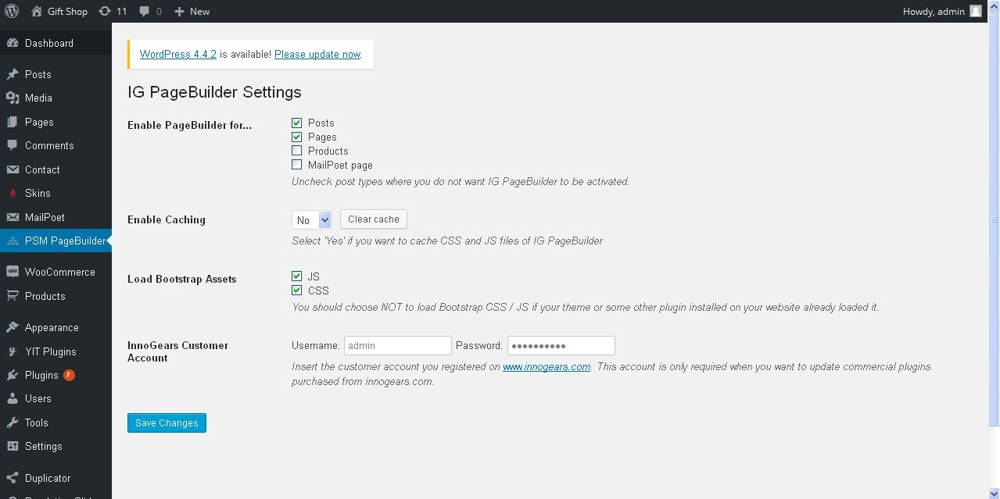 Gift Shop 11 0 New Howdy, admin
Dashboard
Posts
Media
Pages
Comments
Contact
Skins
MailPoet
PSM PageBuilder
WooCommerce
Products
Appearance
YIT Plugins
Plugins 7
Users
Tools
Settings
Duplicator
WordPress 4.4.2 is available! Please update now.
IG PageBuilder Settings
Enable PageBuilder for...
Posts
Pages
Products
MailPoet page
Uncheck post types where you do not want IG PageBuilder to be activated.
Enable Caching
No Clear cache
Select 'Yes' if you want to cache CSS and JS files of IG PageBuilder
Load Bootstrap Assets
JS
CSS
You should choose NOT to load Bootstrap CSS / JS if your theme or some other plugin installed on your website already loaded it.
InnoGears Customer
Account
Username: admin Password: ••••••••••
Insert the customer account you registered on www.innogears.com. This account is only required when you want to update commercial plugins
purchased from innogears.com.
Save Changes